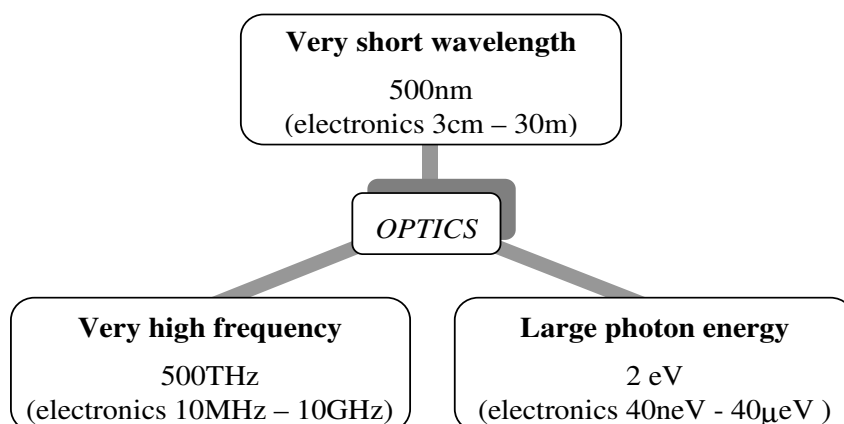 Very short wavelength
500nm
(electronics 3cm – 30m)
OPTICS
Very high frequency
500THz
(electronics 10MHz – 10GHz)
Large photon energy
2 eV
(electronics 40neV - 40μeV )